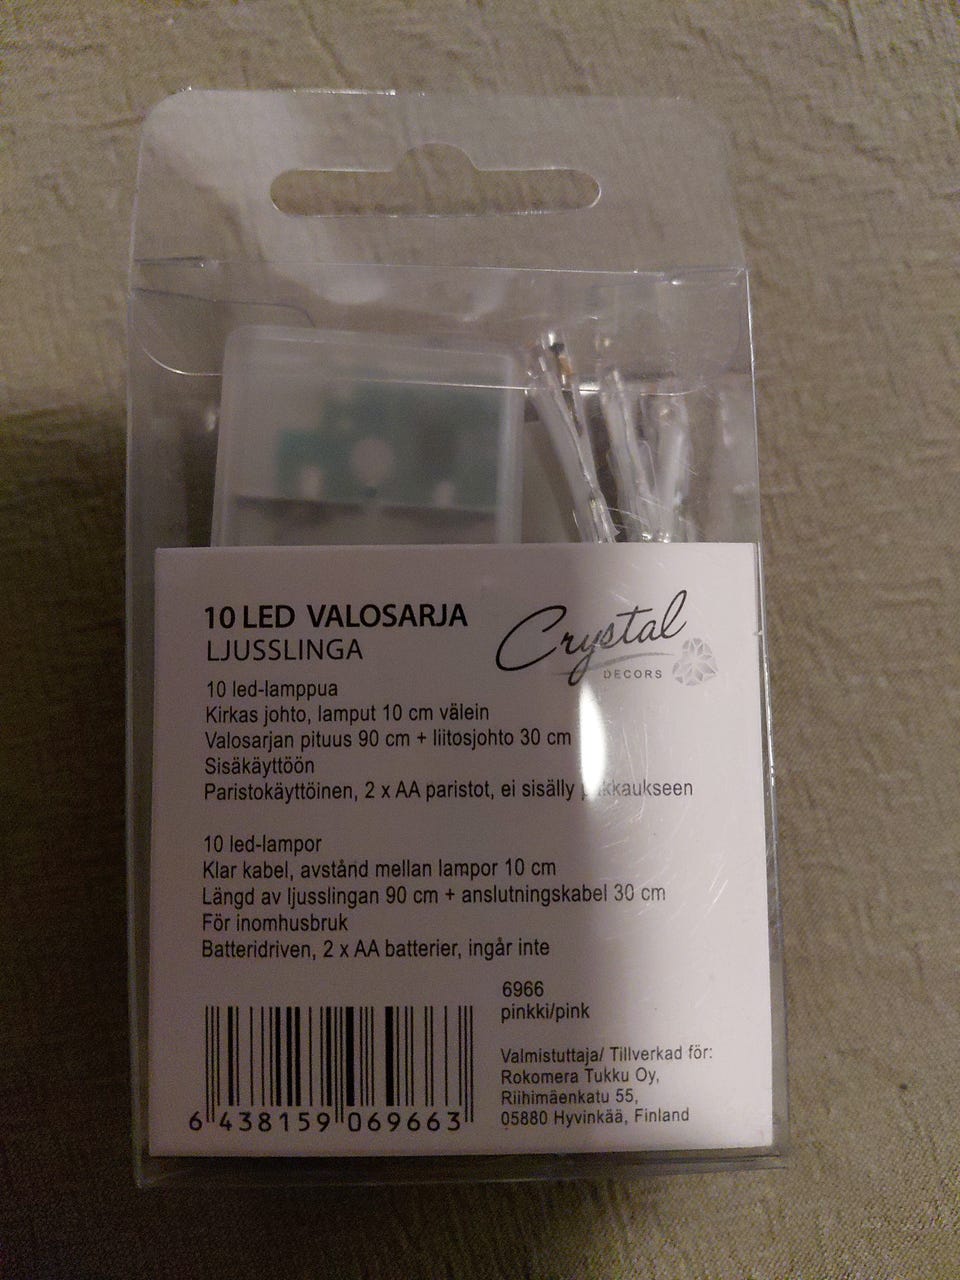 10 LED VALOSARJA
LJUSSLINGA
Crystal
DECORS
10 led-lamppua
Kirkas johto, lamput 10 cm välein
Valosarjan pituus 90 cm + liitosjohto 30 cm
Sisäkäyttöön
Paristokäyttöinen, 2 x AA paristot, ei sisälly pakkaukseen
10 led-lampor
Klar kabel, avstånd mellan lampor 10 cm
Längd av ljusslingan 90 cm + anslutningskabel 30 cm
För inomhusbruk
Batteridriven, 2 x AA batterier, ingår inte
6966
pinkki/pink
Valmistuttaja/ Tillverkad för:
Rokomera Tukku Oy,
Riihimäenkatu 55,
05880 Hyvinkää, Finland
6 438159 069663